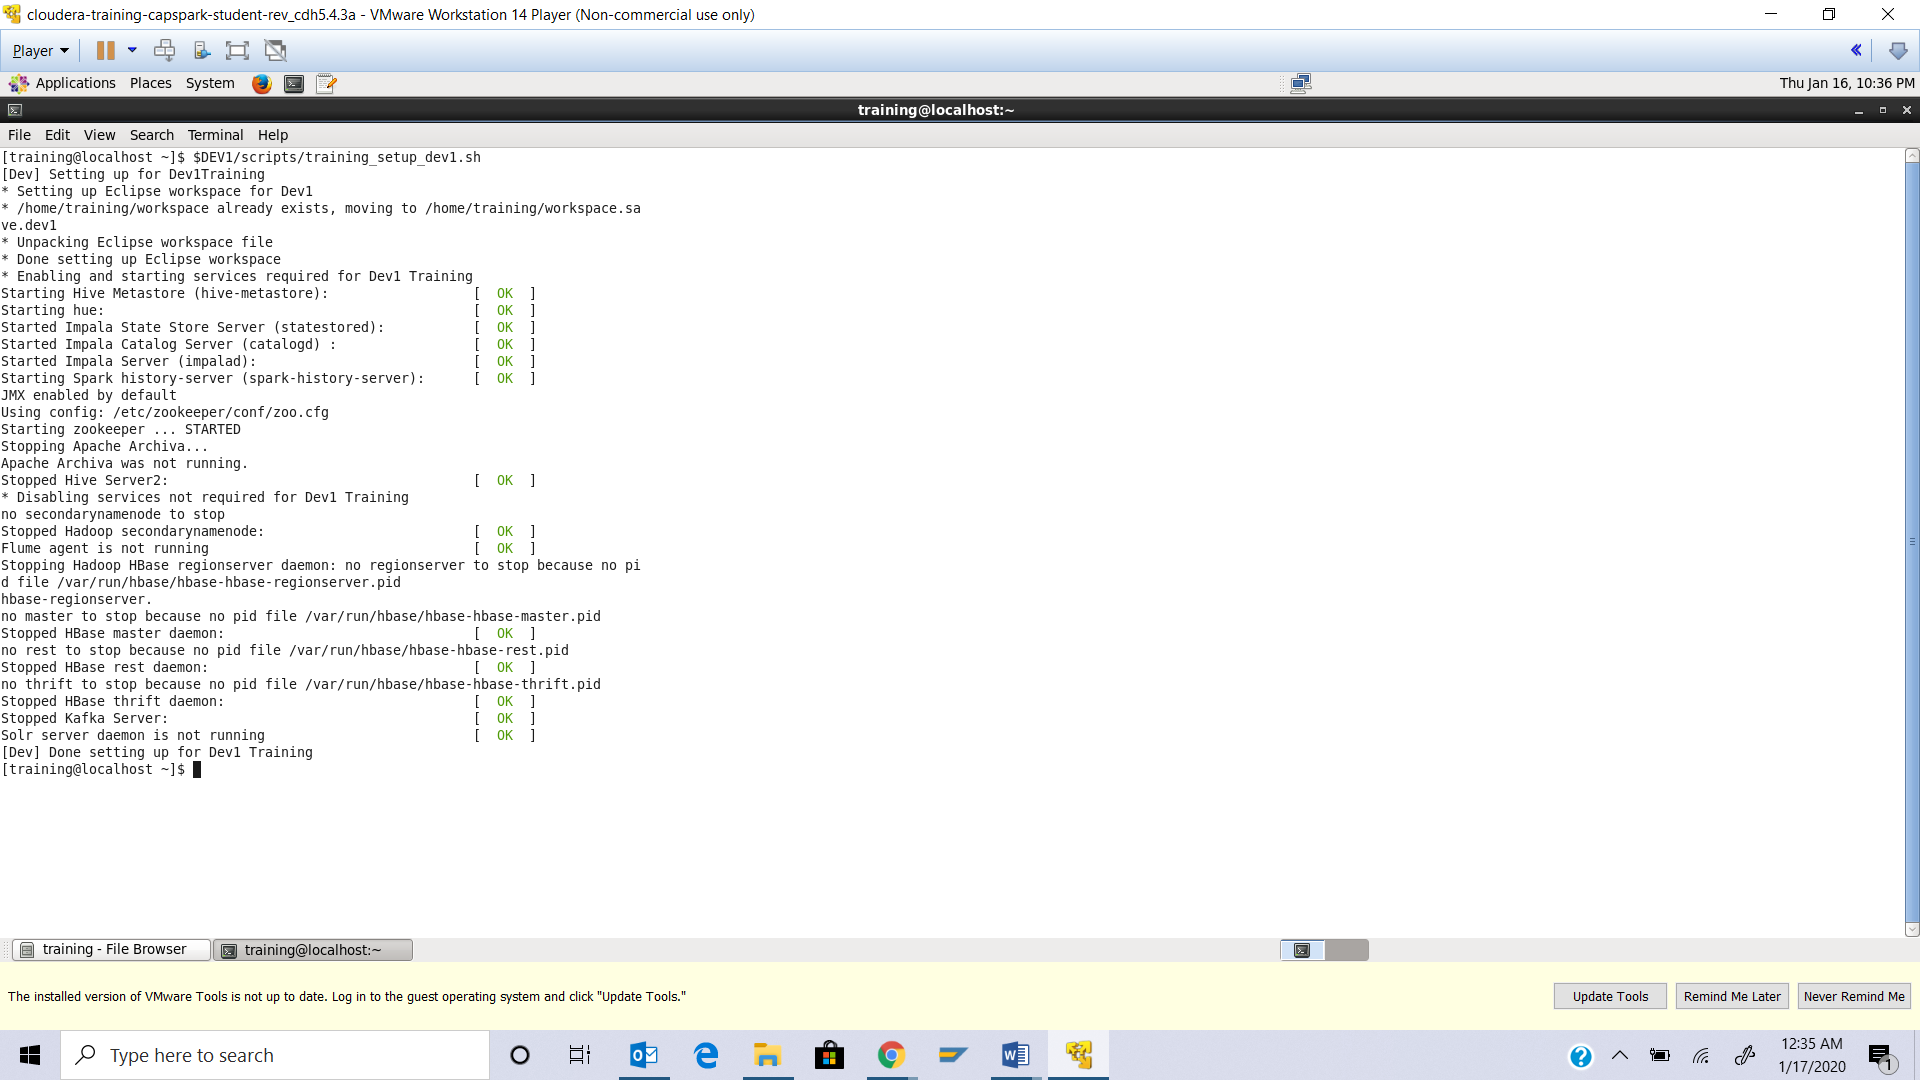 cloudera-training-capspark-student-rev_cdh5.4.3a - VMware Workstation 14 Player (Non-commercial use only)
Player
Applications Places System
Thu Jan 16, 10:36 PM
training@localhost:~
File Edit View Search Terminal Help
[training@localhost ~]$ $DEV1/scripts/training_setup_dev1.sh
[Dev] Setting up for Dev1Training
* Setting up Eclipse workspace for Dev1
* /home/training/workspace already exists, moving to /home/training/workspace.sa
ve.dev1
* Unpacking Eclipse workspace file
* Done setting up Eclipse workspace
* Enabling and starting services required for Dev1 Training
Starting Hive Metastore (hive-metastore): [ OK ]
Starting hue: [ OK ]
Started Impala State Store Server (statestored): [ OK ]
Started Impala Catalog Server (catalogd) : [ OK ]
Started Impala Server (impalad): [ OK ]
Starting Spark history-server (spark-history-server): [ OK ]
JMX enabled by default
Using config: /etc/zookeeper/conf/zoo.cfg
Starting zookeeper ... STARTED
Stopping Apache Archiva...
Apache Archiva was not running.
Stopped Hive Server2: [ OK ]
* Disabling services not required for Dev1 Training
no secondarynamenode to stop
Stopped Hadoop secondarynamenode: [ OK ]
Flume agent is not running [ OK ]
Stopping Hadoop HBase regionserver daemon: no regionserver to stop because no pi
d file /var/run/hbase/hbase-hbase-regionserver.pid
hbase-regionserver.
no master to stop because no pid file /var/run/hbase/hbase-hbase-master.pid
Stopped HBase master daemon: [ OK ]
no rest to stop because no pid file /var/run/hbase/hbase-hbase-rest.pid
Stopped HBase rest daemon: [ OK ]
no thrift to stop because no pid file /var/run/hbase/hbase-hbase-thrift.pid
Stopped HBase thrift daemon: [ OK ]
Stopped Kafka Server: [ OK ]
Solr server daemon is not running [ OK ]
[Dev] Done setting up for Dev1 Training
[training@localhost ~]$
training - File Browser
training@localhost:~
The installed version of VMware Tools is not up to date. Log in to the guest operating system and click "Update Tools."
Update Tools
Remind Me Later
Never Remind Me
Type here to search
12:35 AM
1/17/2020
1